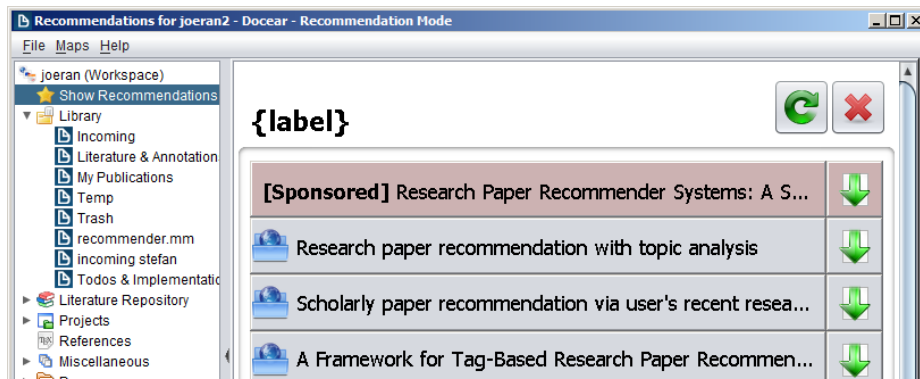 Recommendations for joeran2 - Docear - Recommendation Mode
File Maps Help
joeran (Workspace)
Show Recommendations
Library
Incoming
Literature & Annotation
My Publications
Temp
Trash
recommender.mm
incoming stefan
Todos & Implementatic
Literature Repository
Projects
References
Miscellaneous
{label}
[Sponsored] Research Paper Recommender Systems: A S...
Research paper recommendation with topic analysis
Scholarly paper recommendation via user's recent resea...
A Framework for Tag-Based Research Paper Recommen...